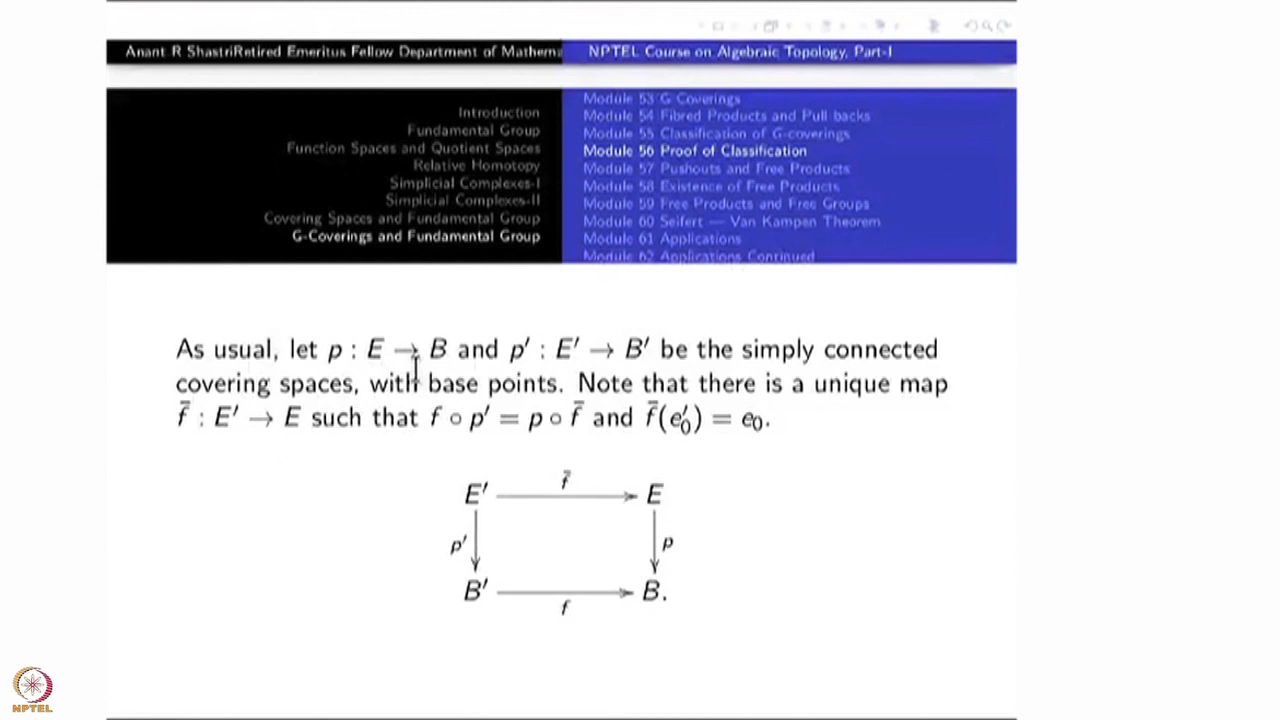 Anant R ShastriRetired Emeritus Fellow Department of Mathema
NPTEL Course on Algebraic Topology, Part-I
Introduction
Fundamental Group
Function Spaces and Quotient Spaces
Relative Homotopy
Simplicial Complexes-I
Simplicial Complexes-II
Covering Spaces and Fundamental Group
G-Coverings and Fundamental Group
Module 53 G Coverings
Module 54 Fibred Products and Pull backs
Module 55 Classification of G-coverings
Module 56 Proof of Classification
Module 57 Pushouts and Free Products
Module 58 Existence of Free Products
Module 59 Free Products and Free Groups
Module 60 Seifert — Van Kampen Theorem
Module 61 Applications
Module 62 Applications Continued
As usual, let p : E → B and p′ : E′ → B′ be the simply connected
covering spaces, with base points. Note that there is a unique map
f̄ : E′ → E such that f ∘ p′ = p ∘ f̄ and f̄(e′₀) = e₀.
f̄
E′ E
p′ p
B′ B.
f
NPTEL